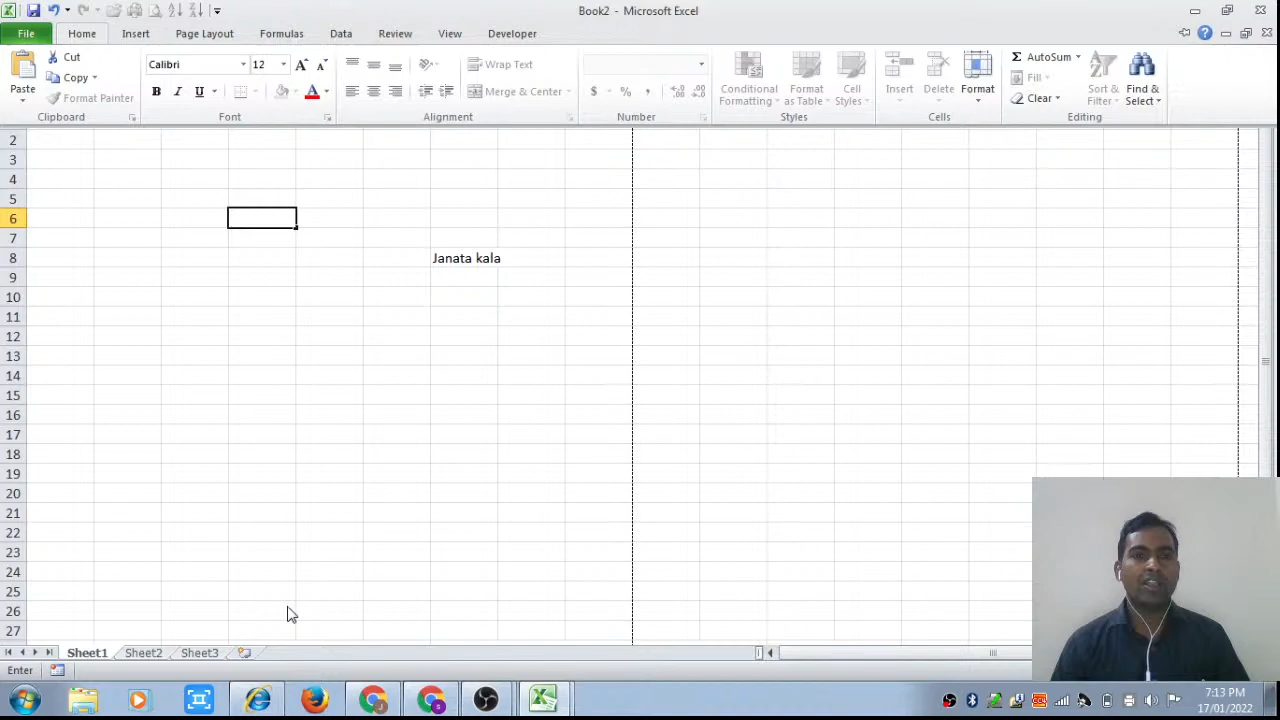 Book2 - Microsoft Excel
File Home Insert Page Layout Formulas Data Review View Developer
Paste
Cut
Copy
Format Painter
Clipboard
Calibri 12
B I U A
Font
Wrap Text
Merge & Center
Alignment
$ % ,
Number
Conditional Formatting
Format as Table
Cell Styles
Styles
Insert Delete Format
Cells
Σ AutoSum
Fill
Clear
Sort & Filter
Find & Select
Editing
2
3
4
5
6
7
8 Janata kala
9
10
11
12
13
14
15
16
17
18
19
20
21
22
23
24
25
26
27
Sheet1 Sheet2 Sheet3
Enter
7:13 PM
17/01/2022